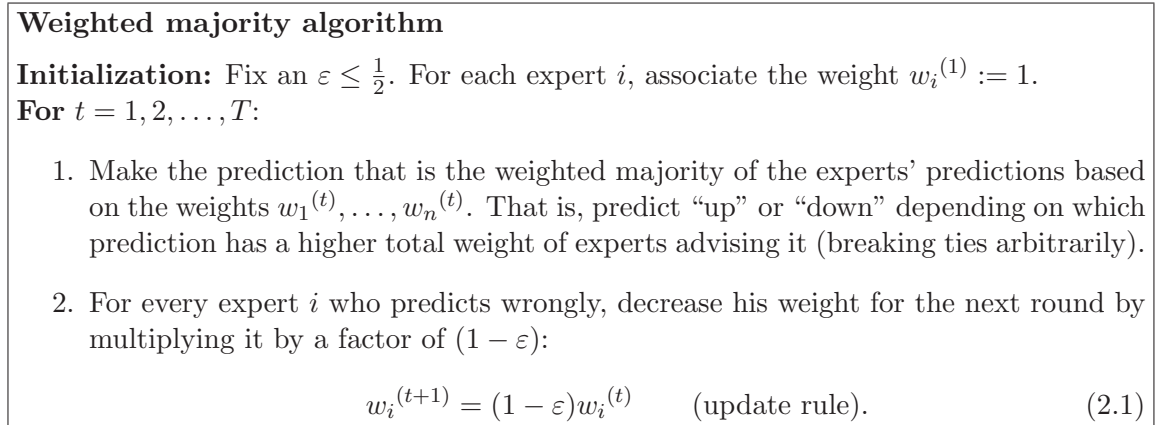 Weighted majority algorithm
Initialization: Fix an ε ≤ 1/2. For each expert i, associate the weight wᵢ⁽¹⁾ := 1.
For t = 1, 2, . . . , T:
1. Make the prediction that is the weighted majority of the experts’ predictions based
on the weights w₁⁽ᵗ⁾, . . . , wₙ⁽ᵗ⁾. That is, predict “up” or “down” depending on which
prediction has a higher total weight of experts advising it (breaking ties arbitrarily).
2. For every expert i who predicts wrongly, decrease his weight for the next round by
multiplying it by a factor of (1 − ε):
wᵢ⁽ᵗ⁺¹⁾ = (1 − ε)wᵢ⁽ᵗ⁾ (update rule). (2.1)